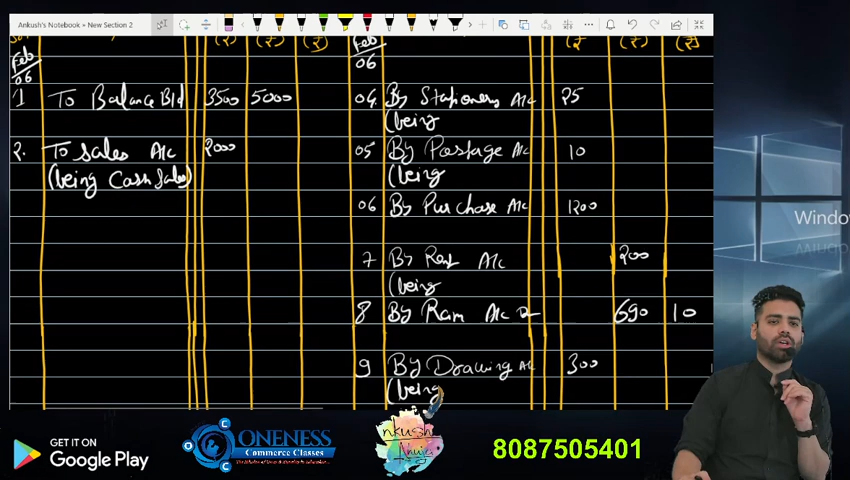 Ankush's Notebook • New Section 2
(₹) (₹) (₹) Feb (₹ (₹) (₹)
Feb 06
06
1 To Balance B/d 3500 5000 04 By Stationery A/c 25
(being
2. To Sales A/c 2000 05 By Postage A/c 10
(being Cash Sales) (being
06 By Purchase A/c 1200
7 By Rent A/c 200
(being
8 By Ram A/c 690 10
9 By Drawing A/c 300
(being
Window
GET IT ON
Google Play
ONENESS
Commerce Classes
nkush
Ahuja
8087505401